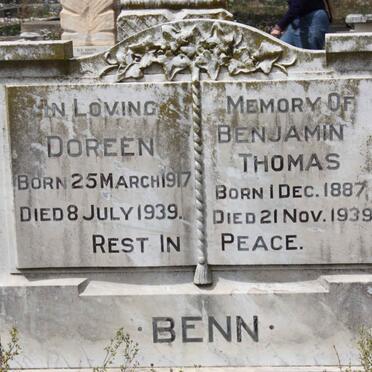 IN LOVING MEMORY OF
DOREEN
BORN 25 MARCH 1917
DIED 8 JULY 1939.
BENJAMIN
THOMAS
BORN 1 DEC. 1887
DIED 21 NOV. 1939
REST IN PEACE.
· BENN ·